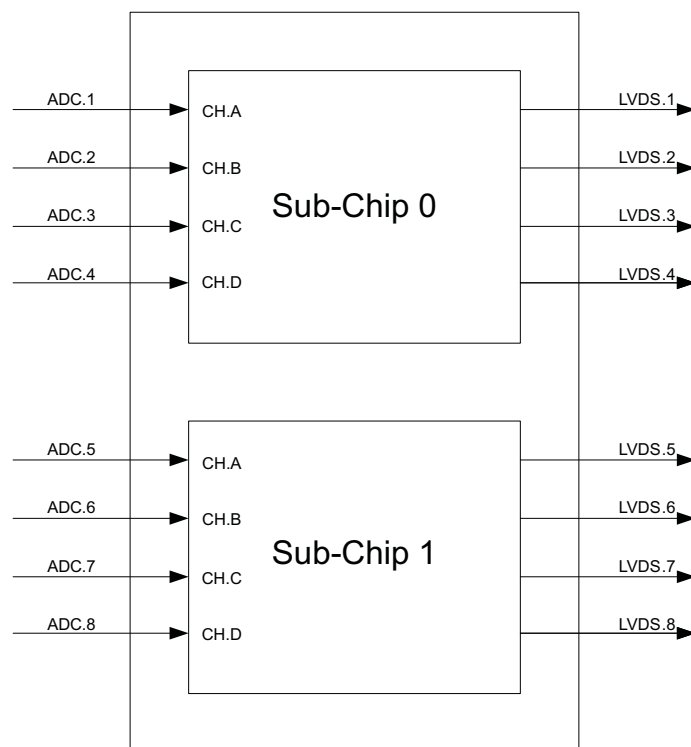 ADC.1
CH.A
LVDS.1
ADC.2
CH.B
LVDS.2
Sub-Chip 0
ADC.3
CH.C
LVDS.3
ADC.4
CH.D
LVDS.4
ADC.5
CH.A
LVDS.5
ADC.6
CH.B
LVDS.6
Sub-Chip 1
ADC.7
CH.C
LVDS.7
ADC.8
CH.D
LVDS.8